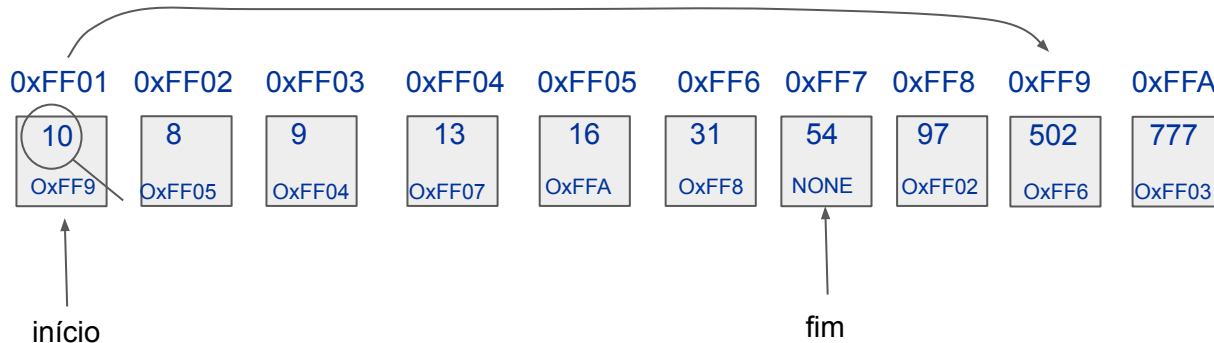 0xFF01 0xFF02 0xFF03 0xFF04 0xFF05 0xFF6 0xFF7 0xFF8 0xFF9 0xFFA
10 8 9 13 16 31 54 97 502 777
OxFF9 OxFF05 OxFF04 OxFF07 OxFFA OxFF8 NONE OxFF02 OxFF6 OxFF03
início fim